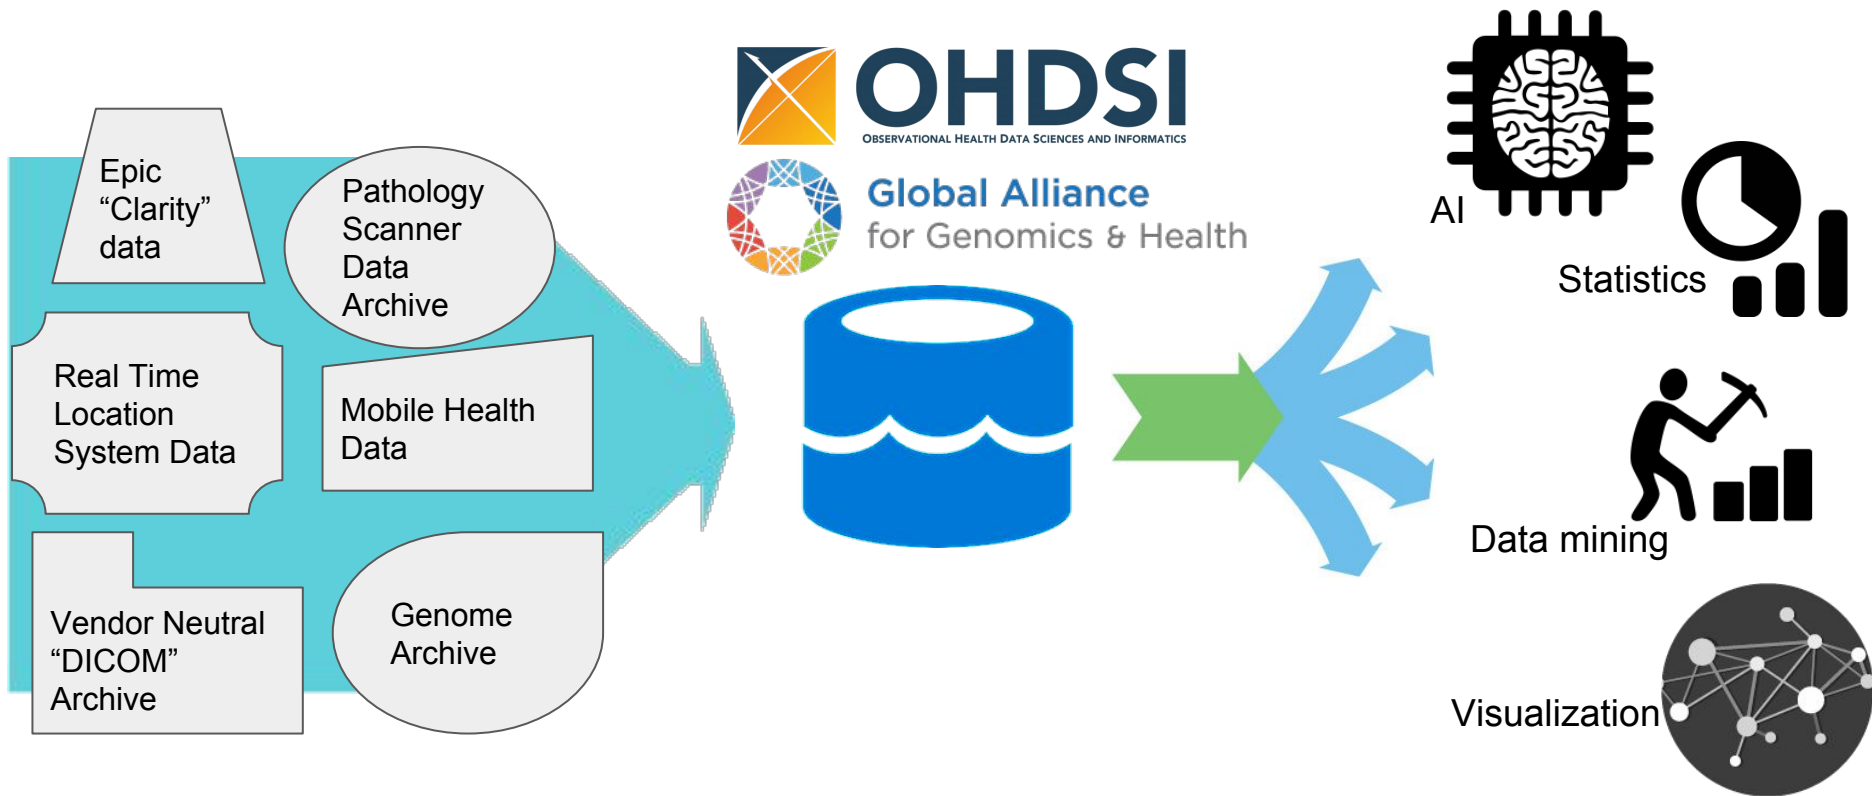 Epic
“Clarity”
data
Pathology
Scanner
Data
Archive
Real Time
Location
System Data
Mobile Health
Data
Vendor Neutral
“DICOM”
Archive
Genome
Archive
OHDSI
OBSERVATIONAL HEALTH DATA SCIENCES AND INFORMATICS
Global Alliance
for Genomics & Health
AI
Statistics
Data mining
Visualization